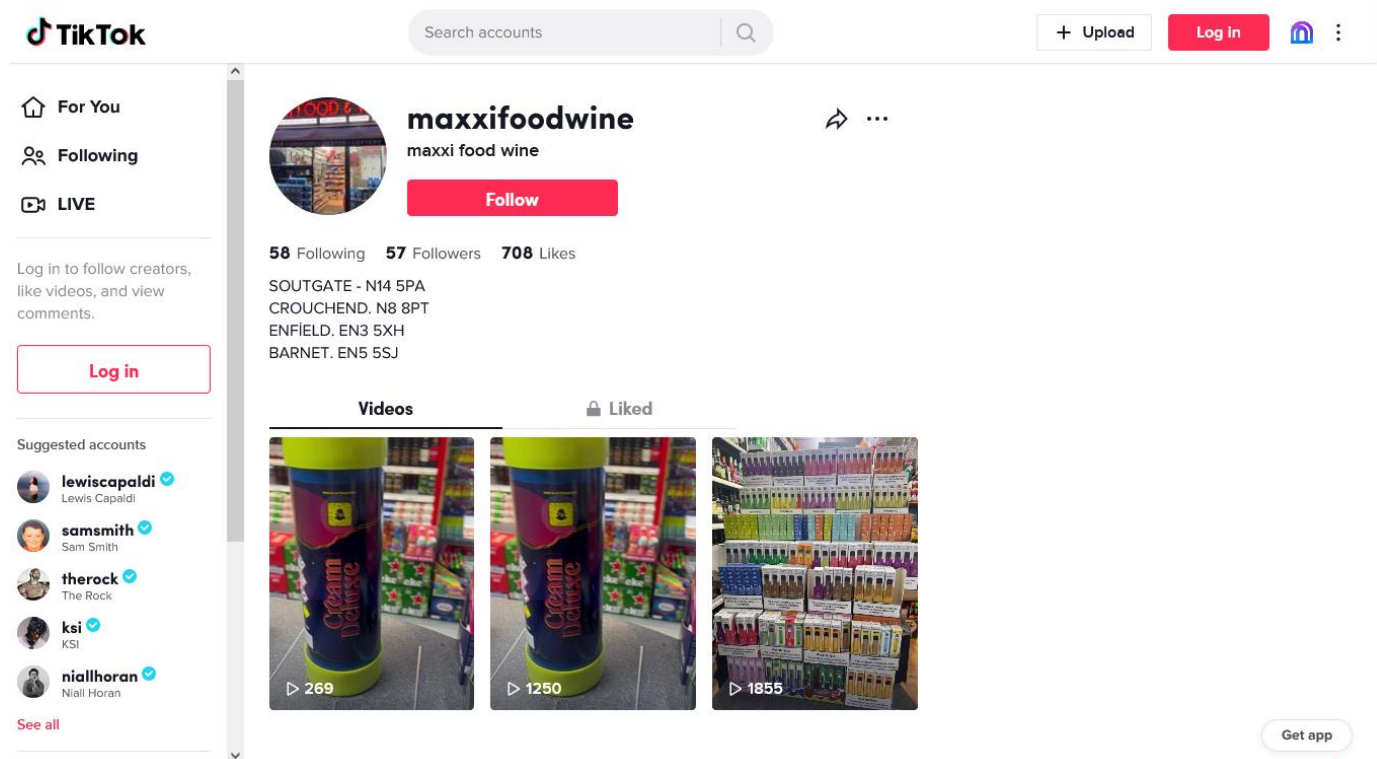 TikTok
Search accounts
Upload
Log in
For You
Following
LIVE
Log in to follow creators,
like videos, and view
comments.
Log in
Suggested accounts
lewiscapaldi
Lewis Capaldi
samsmith
Sam Smith
therock
The Rock
ksi
KSI
niallhoran
Niall Horan
See all
FOOD &
maxxifoodwine
maxxi food wine
Follow
58 Following 57 Followers 708 Likes
SOUTGATE - N14 5PA
CROUCHEND. N8 8PT
ENFİELD. EN3 5XH
BARNET. EN5 5SJ
Videos
Liked
Cream
Deluxe
269
Cream
Deluxe
1250
1855
Get app